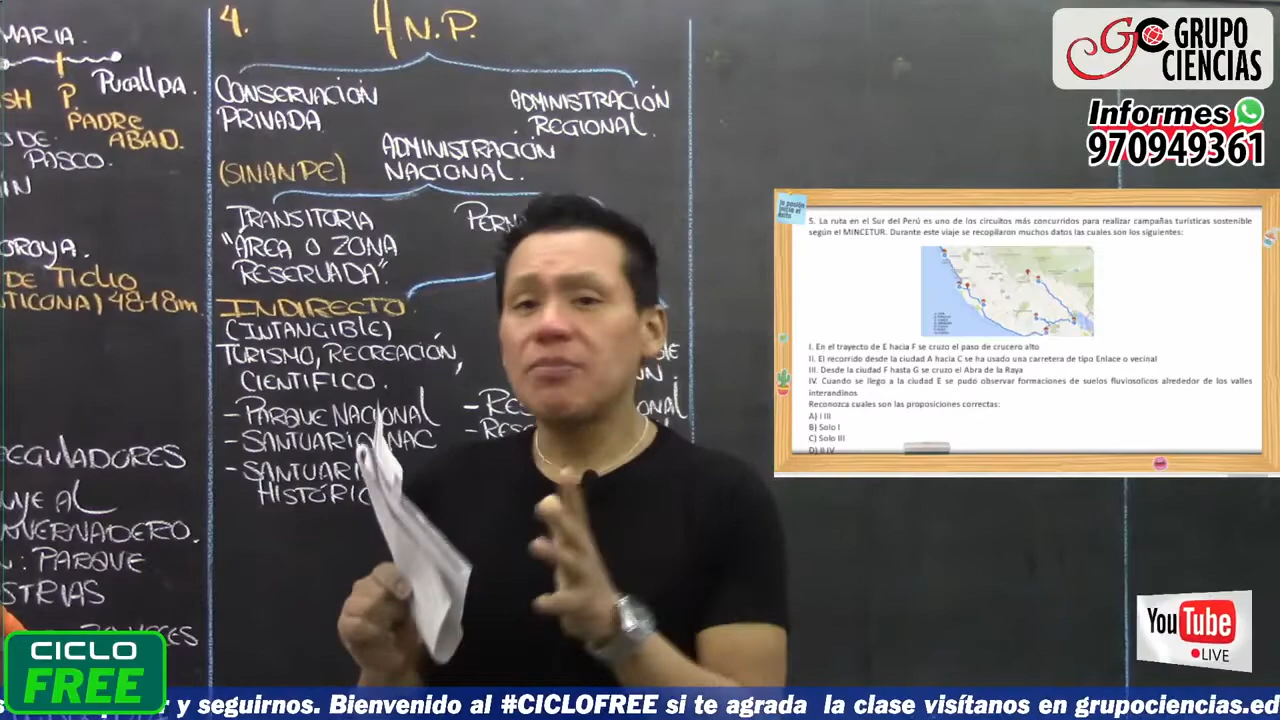 MARIA.
Pucallpa.
P.
PADRE
ABAD.
PASCO.
OROYA.
DE TICLIO
4818m.
REGULADORES
AL
PARQUE
4. A.N.P.
CONSERVACIÓN
PRIVADA
ADMINISTRACIÓN
REGIONAL.
ADMINISTRACIÓN
NACIONAL.
(SINANPE)
TRANSITORIA
"ÁREA O ZONA
RESERVADA"
INDIRECTO
(INTANGIBLE)
TURISMO, RECREACIÓN,
CIENTÍFICO.
- PARQUE NACIONAL
- SANTUARIO NAC
- SANTUARI
HISTÓRIC
GRUPO
CIENCIAS
Informes
970949361
5. La ruta en el Sur del Perú es uno de los circuitos más concurridos para realizar campañas turísticas sostenible
según el MINCETUR. Durante este viaje se recopilaron muchos datos las cuales son los siguientes:
I. En el trayecto de E hacia F se cruzo el paso de crucero alto
II. El recorrido desde la ciudad A hacia C se ha usado una carretera de tipo Enlace o vecinal
III. Desde la ciudad F hasta G se cruzo el Abra de la Raya
IV. Cuando se llego a la ciudad E se pudo observar formaciones de suelos fluviosolicos alrededor de los valles
interandinos
Reconozca cuales son las proposiciones correctas:
A) I III
B) Solo I
C) Solo III
D) II IV
YouTube
LIVE
CICLO
FREE
y seguirnos. Bienvenido al #CICLOFREE si te agrada la clase visítanos en grupociencias.ed